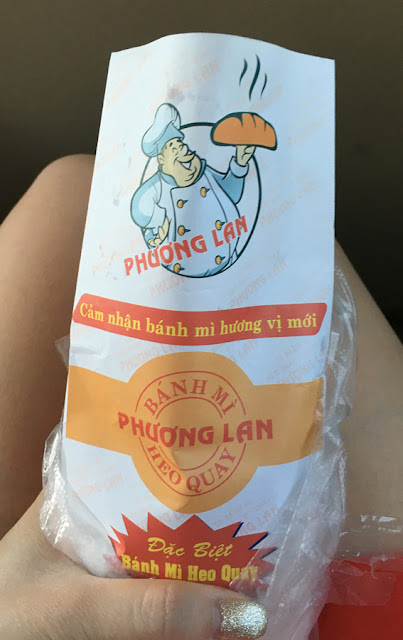 PHƯƠNG LAN
Cảm nhận bánh mì hương vị mới
BÁNH MÌ
PHƯƠNG LAN
HEO QUAY
Đặc Biệt
Bánh Mì Heo Quay